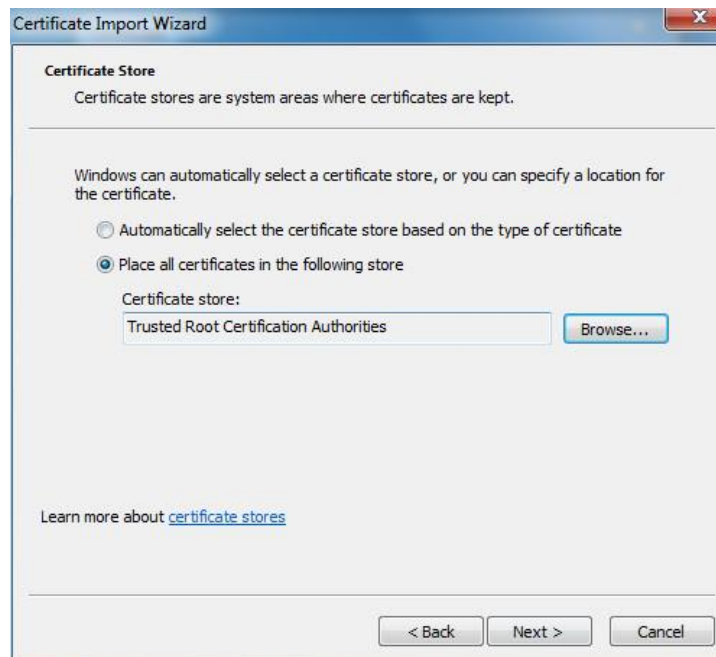 Certificate Import Wizard
X
Certificate Store
Certificate stores are system areas where certificates are kept.
Windows can automatically select a certificate store, or you can specify a location for
the certificate.
Automatically select the certificate store based on the type of certificate
Place all certificates in the following store
Certificate store:
Trusted Root Certification Authorities
Browse...
Learn more about certificate stores
< Back
Next >
Cancel